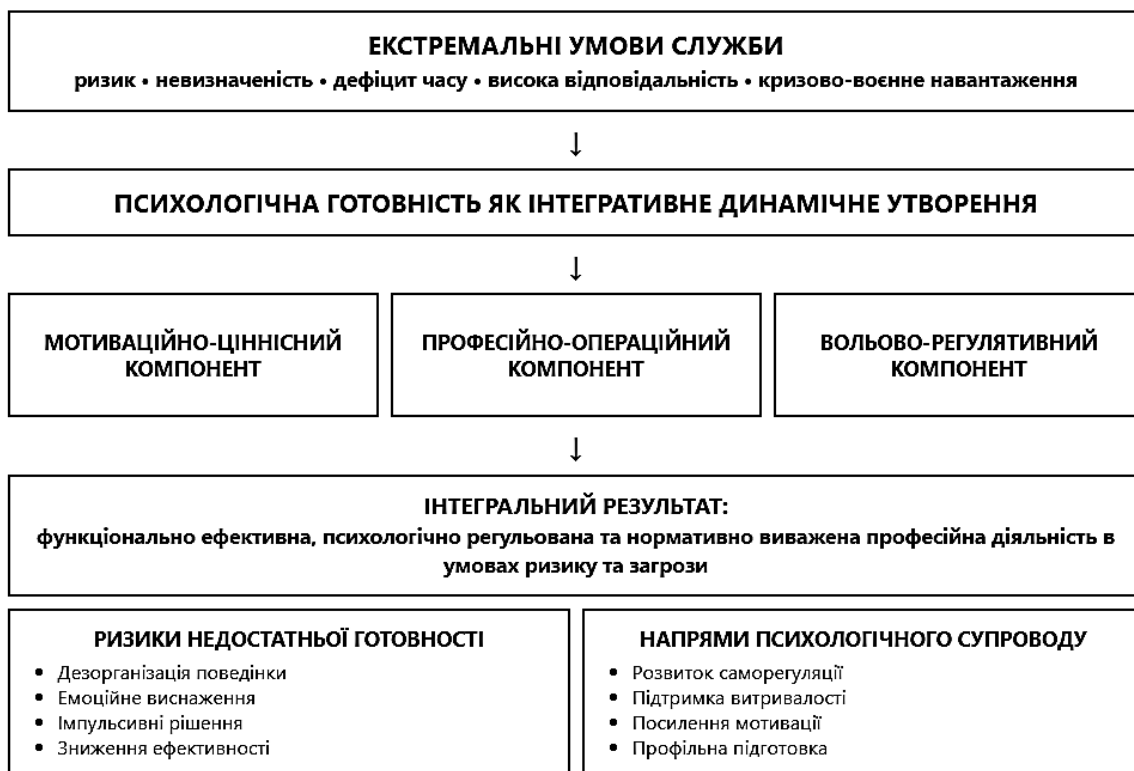 ЕКСТРЕМАЛЬНІ УМОВИ СЛУЖБИ
ризик • невизначеність • дефіцит часу • висока відповідальність • кризово-воєнне навантаження
↓
ПСИХОЛОГІЧНА ГОТОВНІСТЬ ЯК ІНТЕГРАТИВНЕ ДИНАМІЧНЕ УТВОРЕННЯ
↓
МОТИВАЦІЙНО-ЦІННІСНИЙ
КОМПОНЕНТ
ПРОФЕСІЙНО-ОПЕРАЦІЙНИЙ
КОМПОНЕНТ
ВОЛЬОВО-РЕГУЛЯТИВНИЙ
КОМПОНЕНТ
↓
ІНТЕГРАЛЬНИЙ РЕЗУЛЬТАТ:
функціонально ефективна, психологічно регульована та нормативно виважена професійна діяльність в
умовах ризику та загрози
РИЗИКИ НЕДОСТАТНЬОЇ ГОТОВНОСТІ
• Дезорганізація поведінки
• Емоційне виснаження
• Імпульсивні рішення
• Зниження ефективності
НАПРЯМИ ПСИХОЛОГІЧНОГО СУПРОВОДУ
• Розвиток саморегуляції
• Підтримка витривалості
• Посилення мотивації
• Профільна підготовка